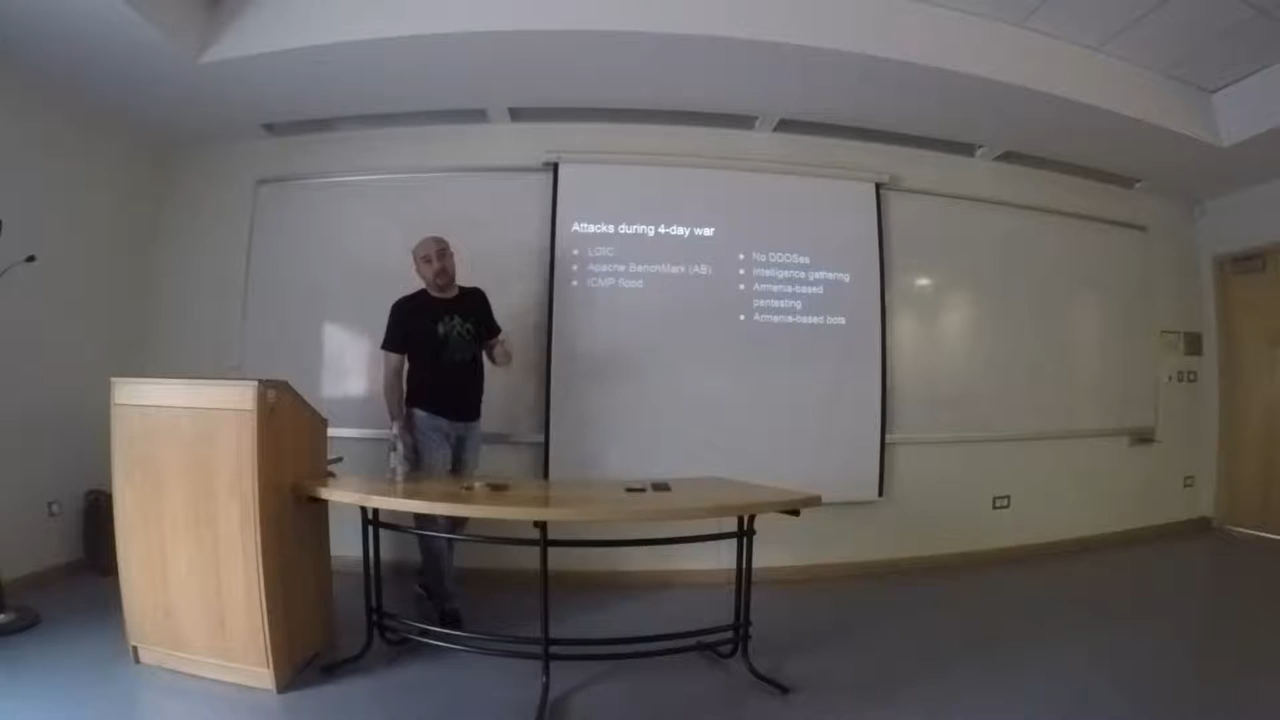 Attacks during 4-day war
LOIC
Apache BenchMark (AB)
ICMP flood
No DDOSes
Intelligence gathering
Armenia-based
pentesting
Armenia-based bots